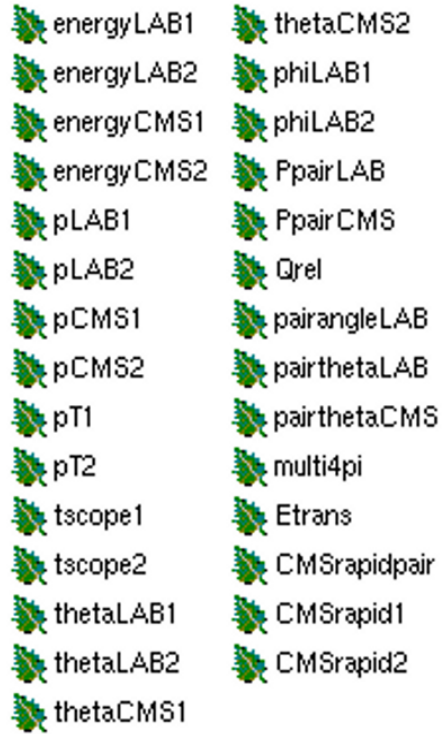 energyLAB1
energyLAB2
energyCMS1
energyCMS2
pLAB1
pLAB2
pCMS1
pCMS2
pT1
pT2
tscope1
tscope2
thetaLAB1
thetaLAB2
thetaCMS1
thetaCMS2
phiLAB1
phiLAB2
PpairLAB
PpairCMS
Qrel
pairangleLAB
pairthetaLAB
pairthetaCMS
multi4pi
Etrans
CMSrapidpair
CMSrapid1
CMSrapid2